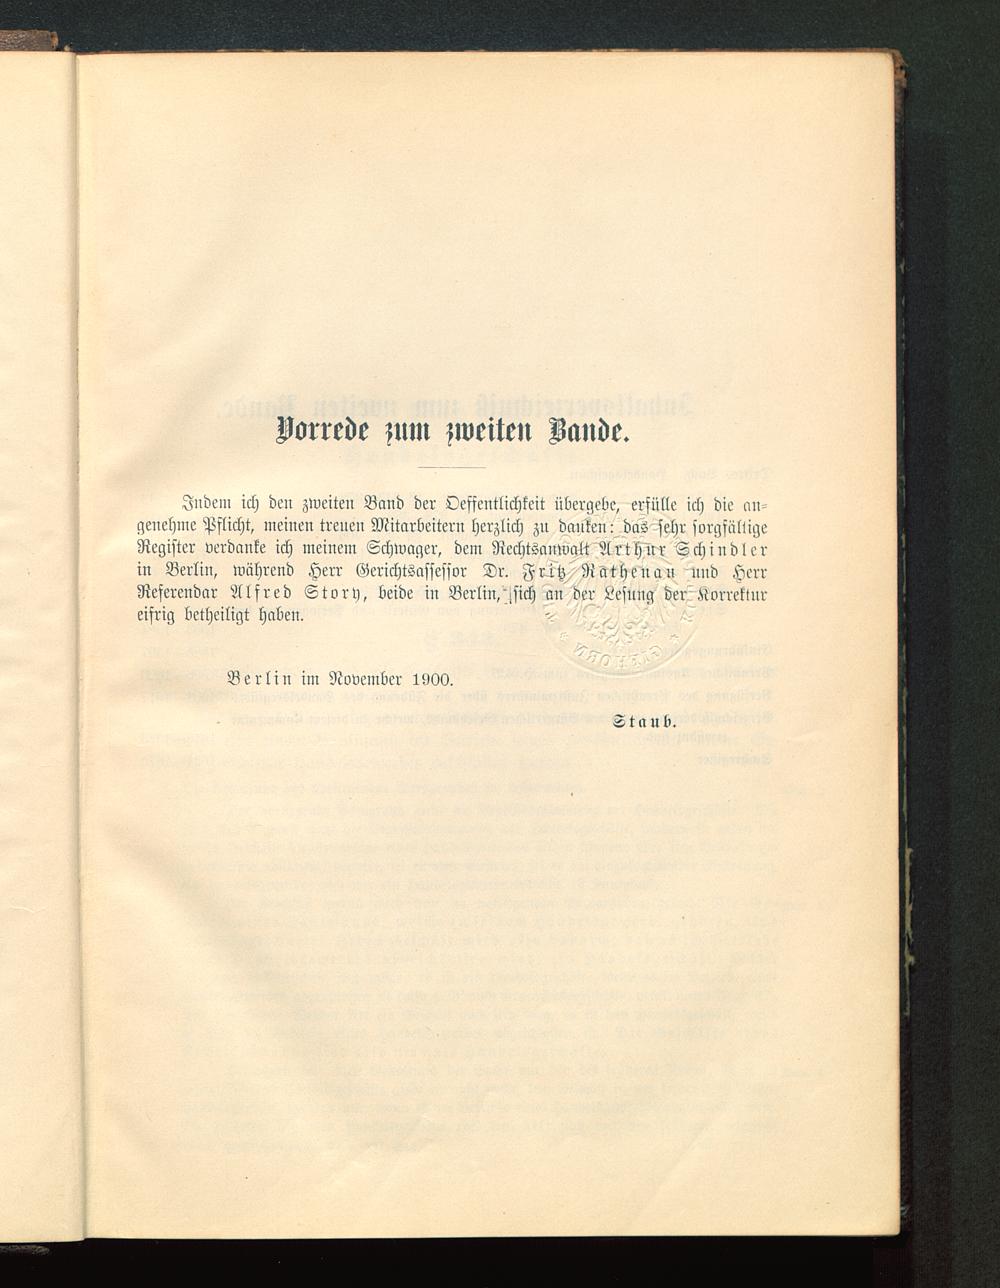 Vorrede zum zweiten Bande.
Indem ich den zweiten Band der Oeffentlichkeit übergebe, erfülle ich die an-
genehme Pflicht, meinen treuen Mitarbeitern herzlich zu danken: das sehr sorgfältige
Register verdanke ich meinem Schwager, dem Rechtsanwalt Arthur Schindler
in Berlin, während Herr Gerichtsassessor Dr. Fritz Rathenau und Herr
Referendar Alfred Story, beide in Berlin, sich an der Lesung der Korrektur
eifrig betheiligt haben.
Berlin im November 1900.
Staub.